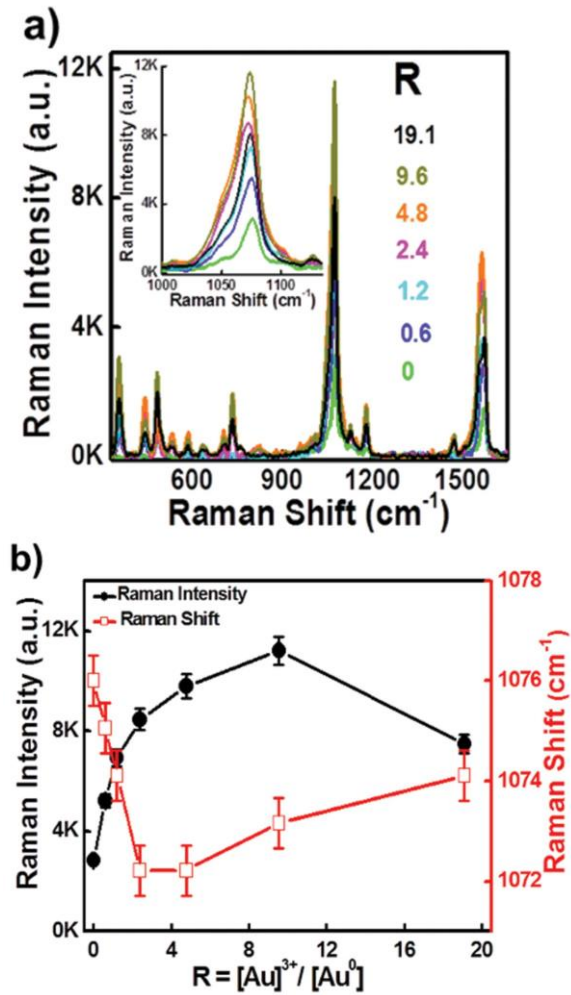 a)
12K
8K
4K
0K
Raman Intensity (a.u.)
12K
8K
4K
0K
Raman Intensity (a.u.)
1000 1050 1100
Raman Shift (cm⁻¹)
R
19.1
9.6
4.8
2.4
1.2
0.6
0
600 900 1200 1500
Raman Shift (cm⁻¹)
b)
Raman Intensity
Raman Shift
12K
8K
4K
0K
Raman Intensity (a.u.)
1078
1076
1074
1072
Raman Shift (cm⁻¹)
0 4 8 12 16 20
R = [Au]³⁺/ [Au⁰]